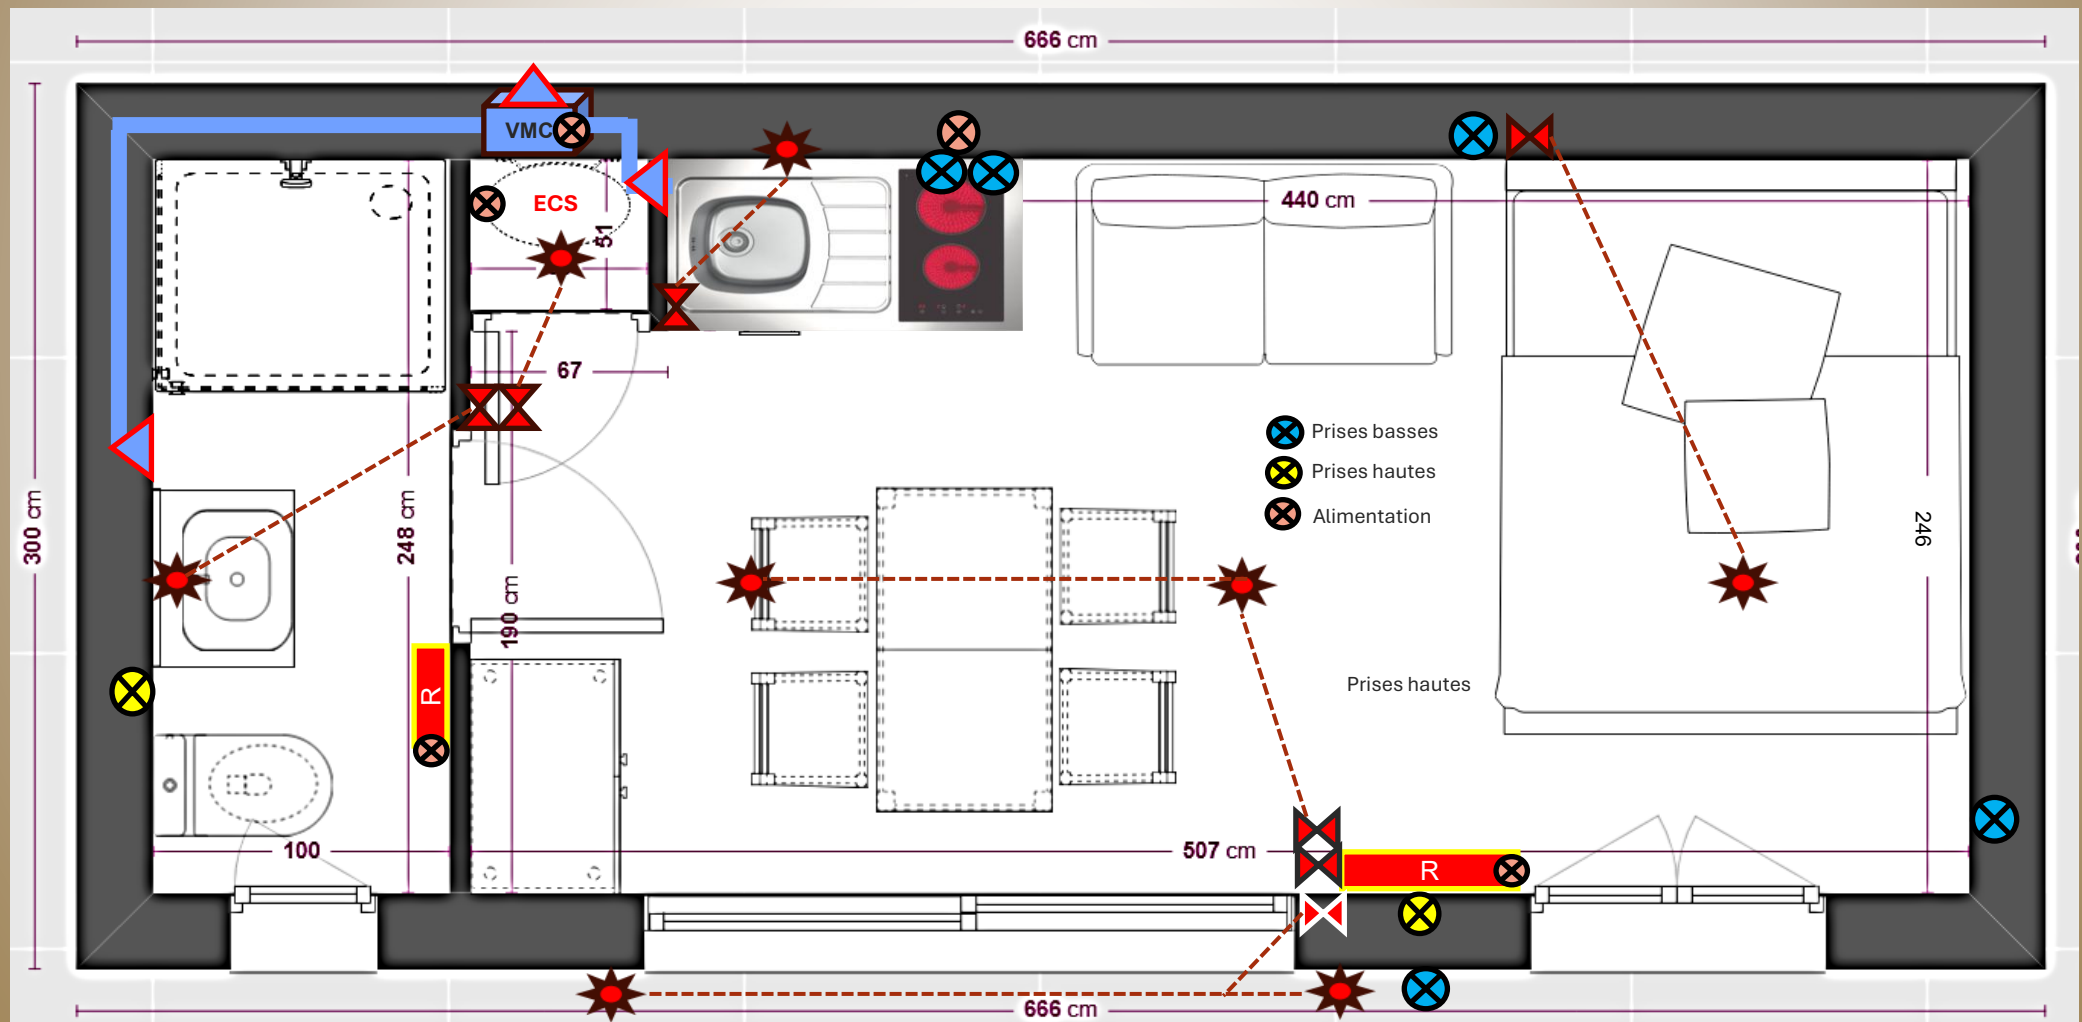 666 cm
VMC
ECS
51
440 cm
67
Prises basses
Prises hautes
Alimentation
300 cm
248 cm
190 cm
246
Prises hautes
R
100
507 cm
R
666 cm